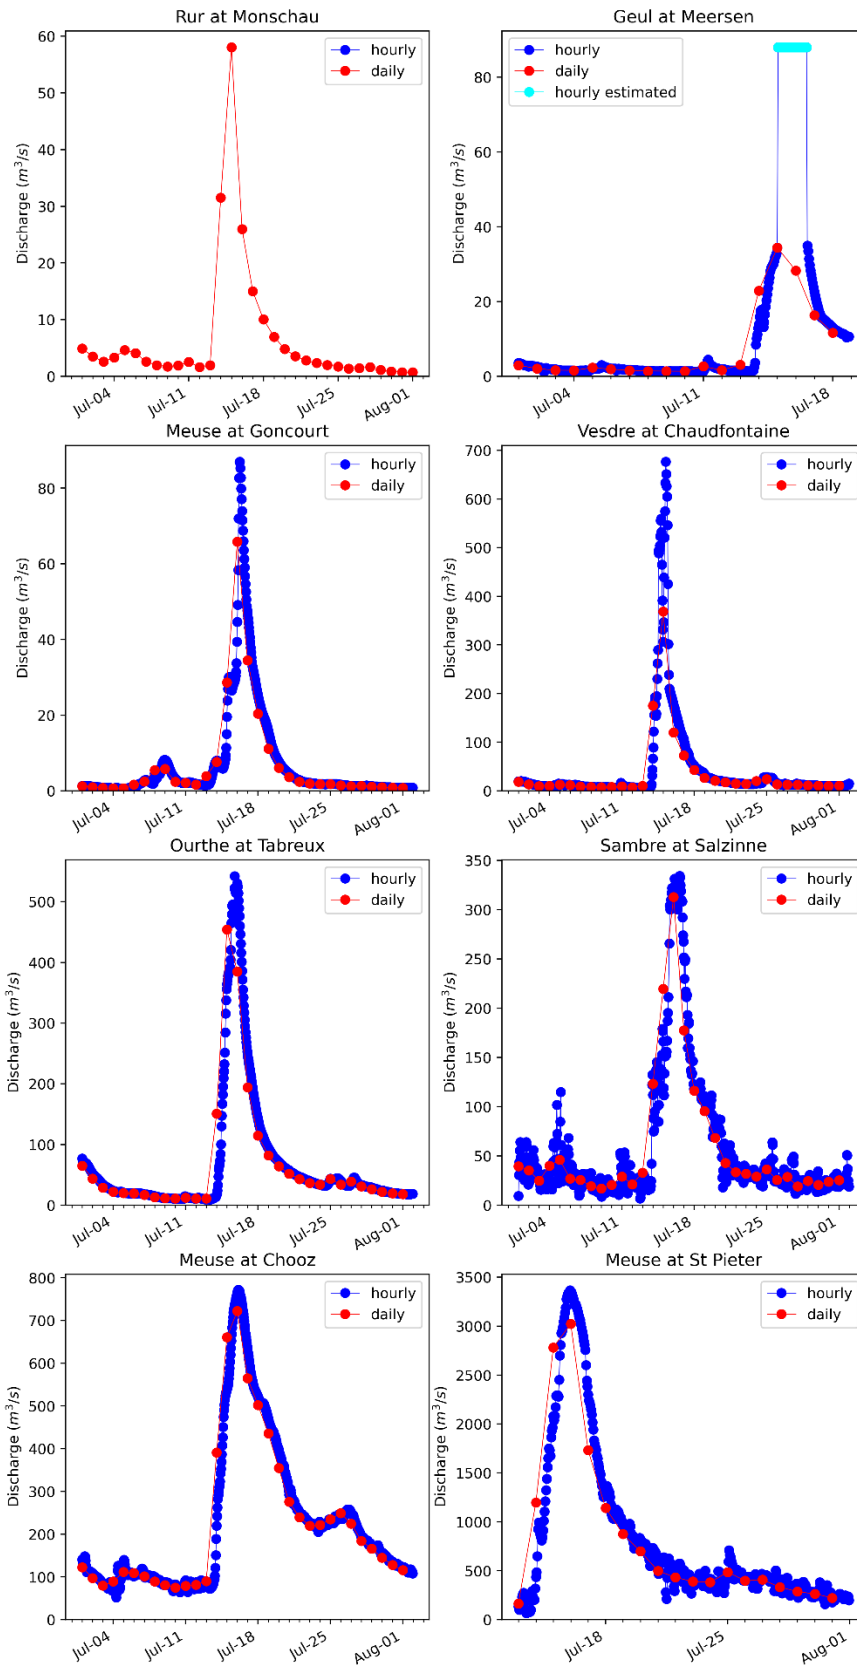 Rur at Monschau
Discharge (m³/s)
60
50
40
30
20
10
0
Jul-04
Jul-11
Jul-18
Jul-25
Aug-01
hourly
daily
Geul at Meersen
Discharge (m³/s)
80
60
40
20
0
Jul-04
Jul-11
Jul-18
hourly
daily
hourly estimated
Meuse at Goncourt
Discharge (m³/s)
80
60
40
20
0
Jul-04
Jul-11
Jul-18
Jul-25
Aug-01
hourly
daily
Vesdre at Chaudfontaine
Discharge (m³/s)
700
600
500
400
300
200
100
0
Jul-04
Jul-11
Jul-18
Jul-25
Aug-01
hourly
daily
Ourthe at Tabreux
Discharge (m³/s)
500
400
300
200
100
0
Jul-04
Jul-11
Jul-18
Jul-25
Aug-01
hourly
daily
Sambre at Salzinne
Discharge (m³/s)
350
300
250
200
150
100
50
0
Jul-04
Jul-11
Jul-18
Jul-25
Aug-01
hourly
daily
Meuse at Chooz
Discharge (m³/s)
800
700
600
500
400
300
200
100
0
Jul-04
Jul-11
Jul-18
Jul-25
Aug-01
hourly
daily
Meuse at St Pieter
Discharge (m³/s)
3500
3000
2500
2000
1500
1000
500
0
Jul-18
Jul-25
Aug-01
hourly
daily